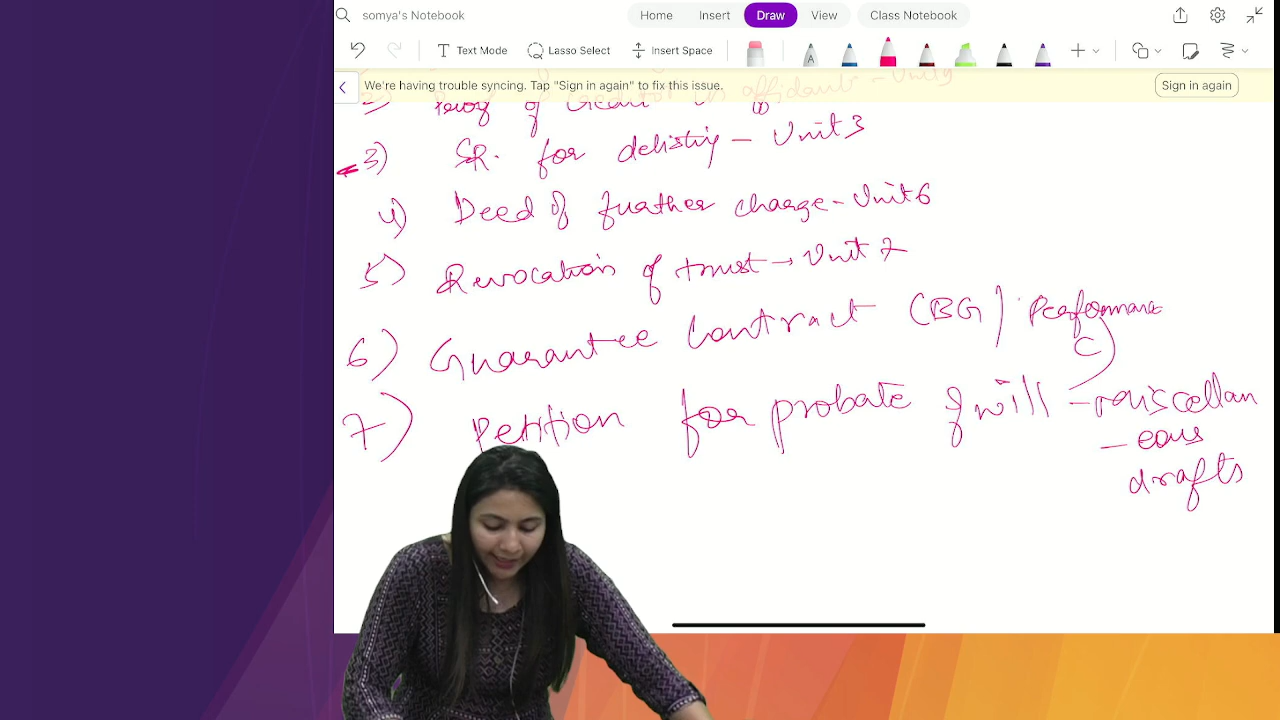 somya's Notebook
Home Insert Draw View Class Notebook
Text Mode Lasso Select Insert Space
We're having trouble syncing. Tap "Sign in again" to fix this issue. Sign in again
3) SR. for delisting - Unit 3
4) Deed of further charge - Unit 6
5) Revocation of trust → Unit 7
6) Guarantee Contract (BG) Performance
C
7) Petition for probate of will - miscellan
- eous
drafts